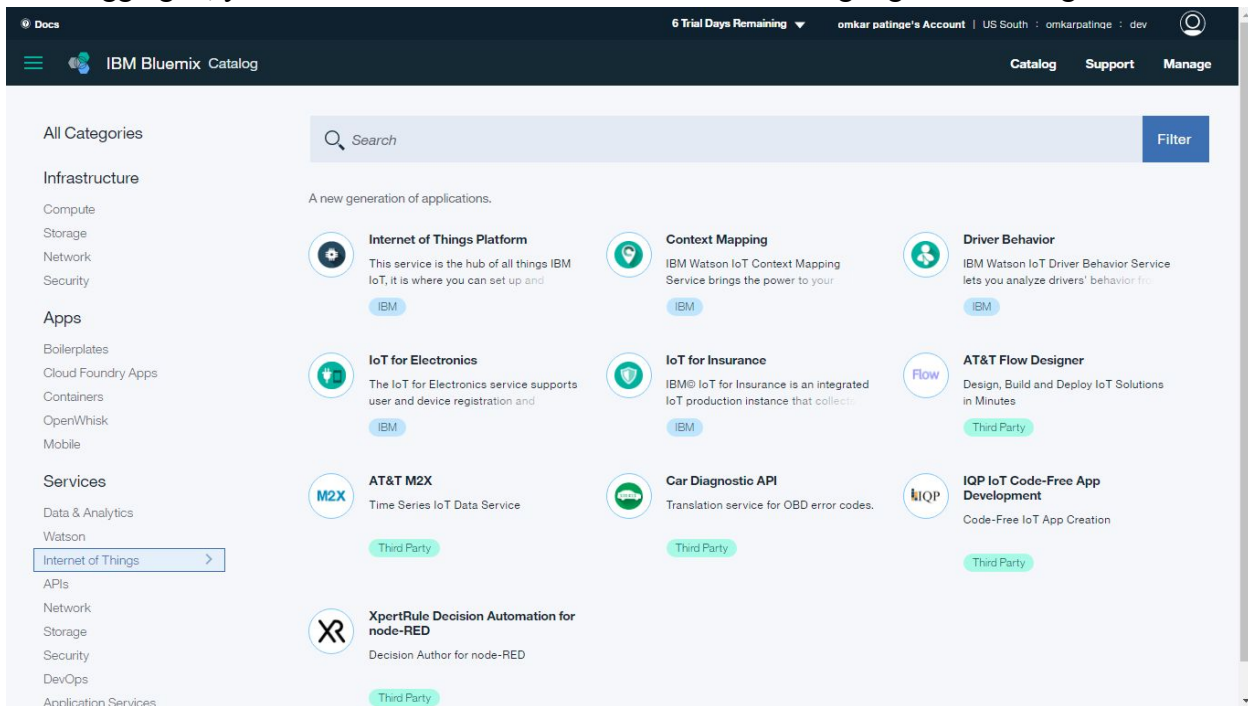 Docs
6 Trial Days Remaining omkar patinge's Account | US South : omkarpatinge : dev
IBM Bluemix Catalog
Catalog Support Manage
All Categories
Infrastructure
Compute
Storage
Network
Security
Apps
Boilerplates
Cloud Foundry Apps
Containers
OpenWhisk
Mobile
Services
Data & Analytics
Watson
Internet of Things
APIs
Network
Storage
Security
DevOps
Application Services
Search
Filter
A new generation of applications.
Internet of Things Platform
This service is the hub of all things IBM
IoT, it is where you can set up and
IBM
Context Mapping
IBM Watson IoT Context Mapping
Service brings the power to your
IBM
Driver Behavior
IBM Watson IoT Driver Behavior Service
lets you analyze drivers' behavior
IBM
IoT for Electronics
The IoT for Electronics service supports
user and device registration and
IBM
IoT for Insurance
IBM© IoT for Insurance is an integrated
IoT production instance that collects
IBM
Flow
AT&T Flow Designer
Design, Build and Deploy IoT Solutions
in Minutes
Third Party
M2X
AT&T M2X
Time Series IoT Data Service
Third Party
Car Diagnostic API
Translation service for OBD error codes.
Third Party
IQP
IQP IoT Code-Free App
Development
Code-Free IoT App Creation
Third Party
XR
XpertRule Decision Automation for
node-RED
Decision Author for node-RED
Third Party